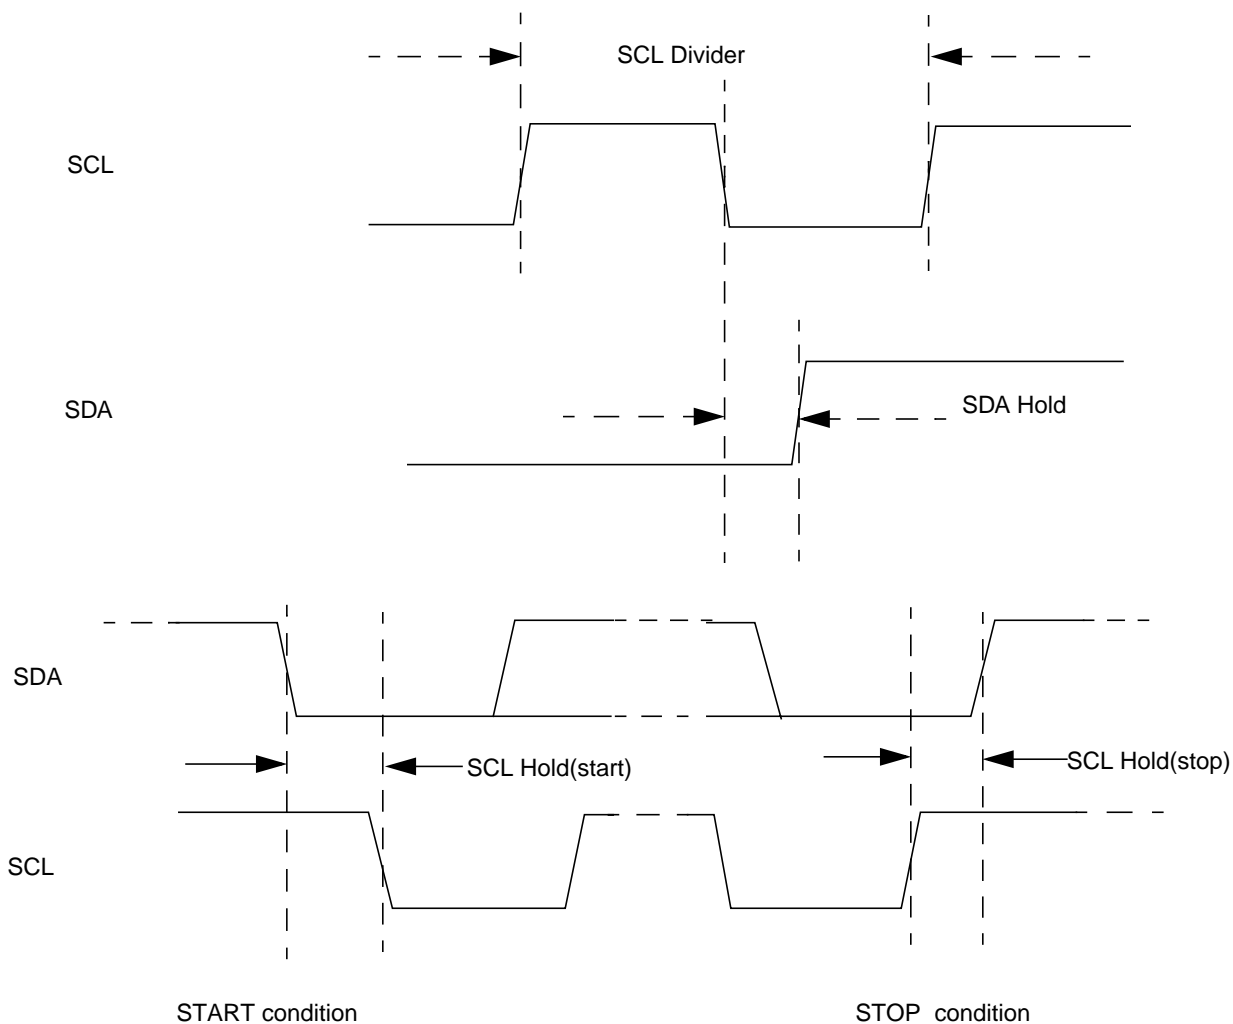 SCL Divider
SCL
SDA
SDA Hold
SDA
SCL Hold(start)
SCL Hold(stop)
SCL
START condition
STOP condition